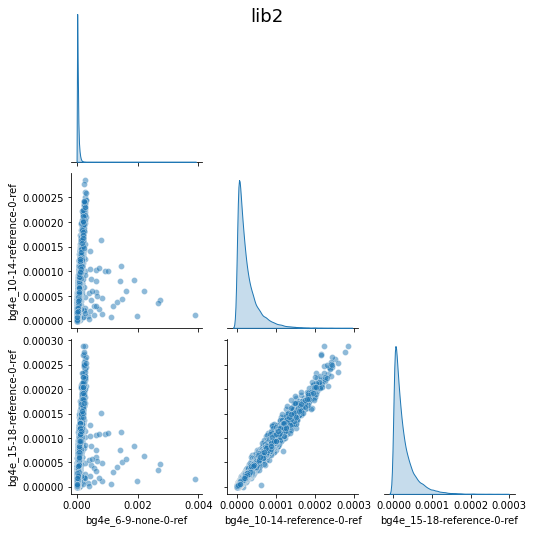 lib2
bg4e_10-14-reference-0-ref
0.00025
0.00020
0.00015
0.00010
0.00005
0.00000
bg4e_15-18-reference-0-ref
0.00030
0.00025
0.00020
0.00015
0.00010
0.00005
0.00000
0.000 0.002 0.004
0.0000 0.0001 0.0002 0.0003
0.0000 0.0001 0.0002 0.0003
bg4e_6-9-none-0-ref
bg4e_10-14-reference-0-ref
bg4e_15-18-reference-0-ref